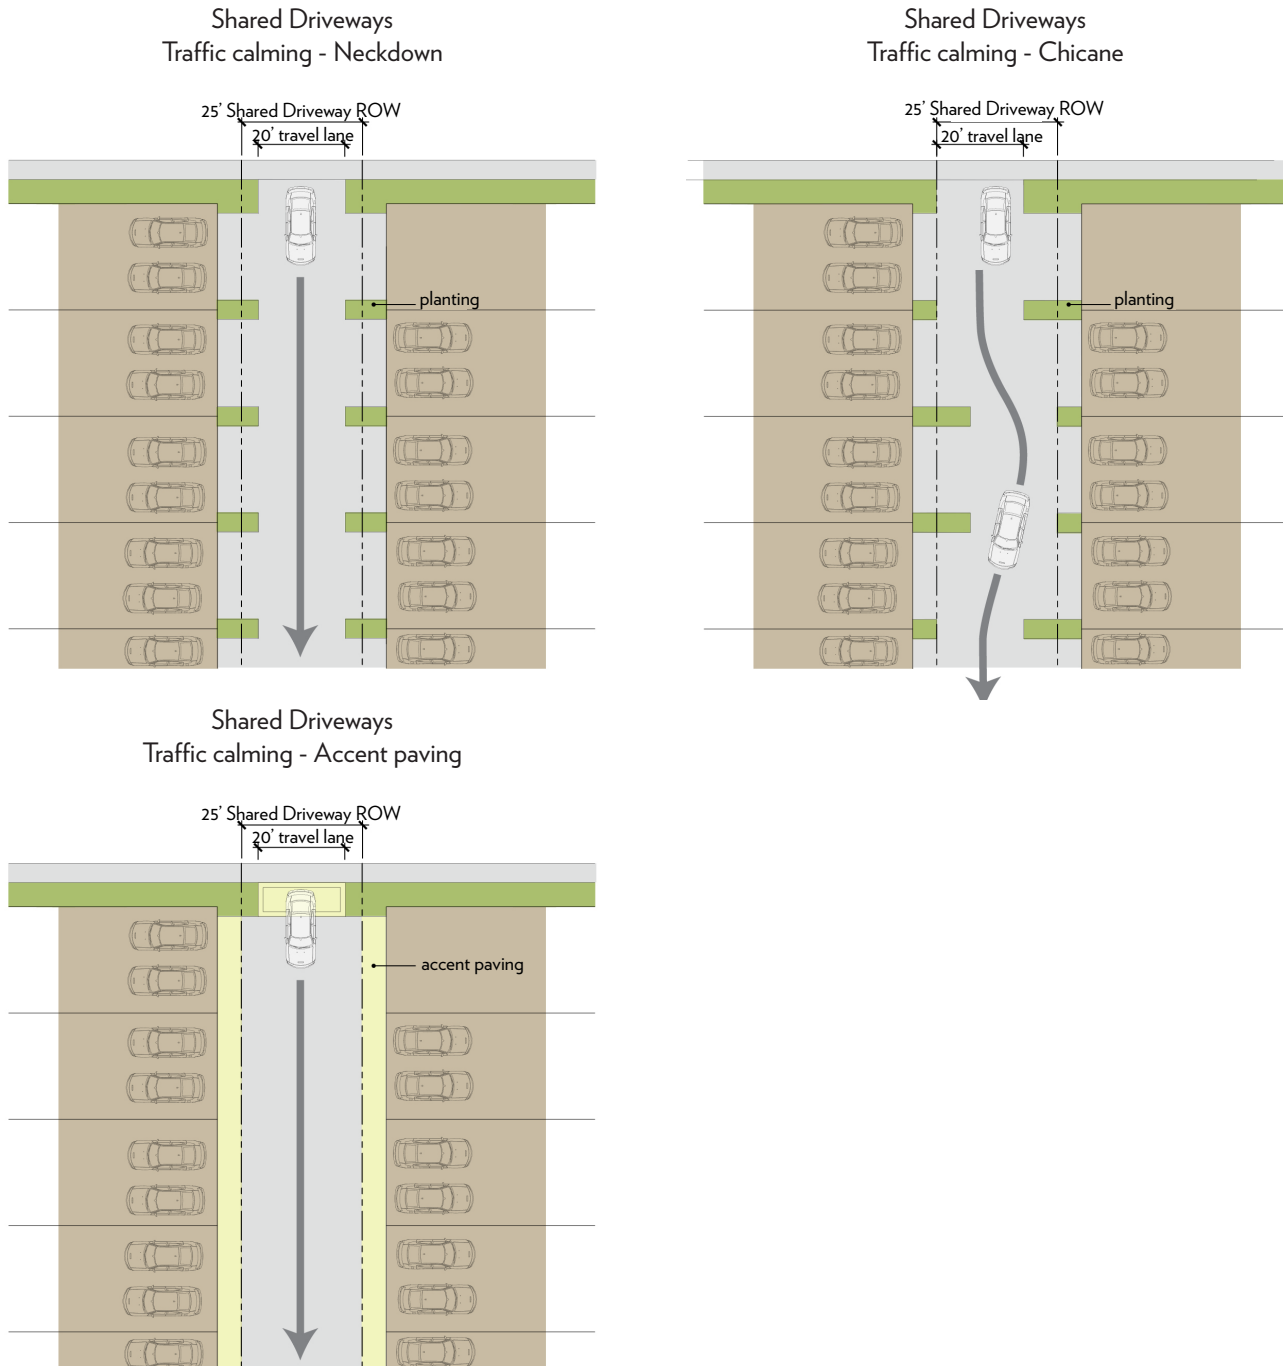 Shared Driveways
Traffic calming - Neckdown
25' Shared Driveway ROW
20' travel lane
planting
Shared Driveways
Traffic calming - Chicane
25' Shared Driveway ROW
20' travel lane
planting
Shared Driveways
Traffic calming - Accent paving
25' Shared Driveway ROW
20' travel lane
accent paving